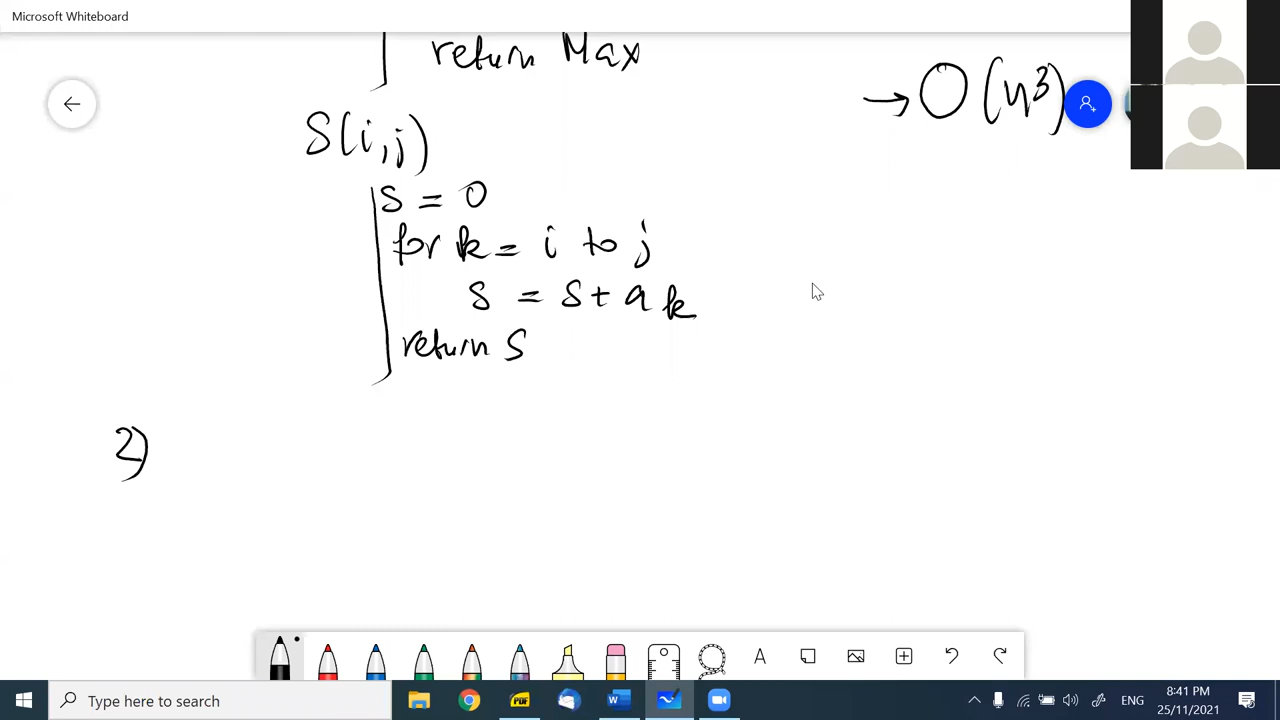 Microsoft Whiteboard
return Max
→ O(n³)
S(i,j)
S = 0
for k = i to j
S = S + a k
return S
2)
A
Type here to search
PDF
W
ENG
8:41 PM
25/11/2021